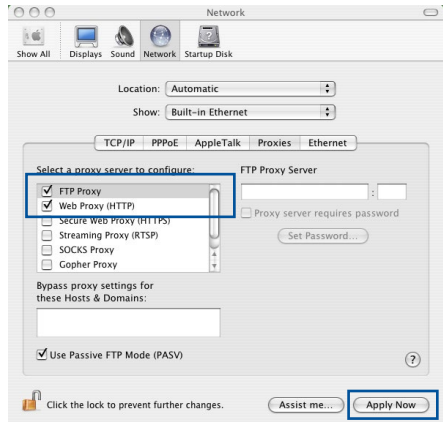 Network
Show All Displays Sound Network Startup Disk
Location: Automatic
Show: Built-in Ethernet
TCP/IP PPPoE AppleTalk Proxies Ethernet
Select a proxy server to configure: FTP Proxy Server
FTP Proxy
:
Web Proxy (HTTP)
Proxy server requires password
Secure Web Proxy (HTTPS)
Streaming Proxy (RTSP) Set Password...
SOCKS Proxy
Gopher Proxy
Bypass proxy settings for
these Hosts & Domains:
Use Passive FTP Mode (PASV) ?
Click the lock to prevent further changes. Assist me... Apply Now